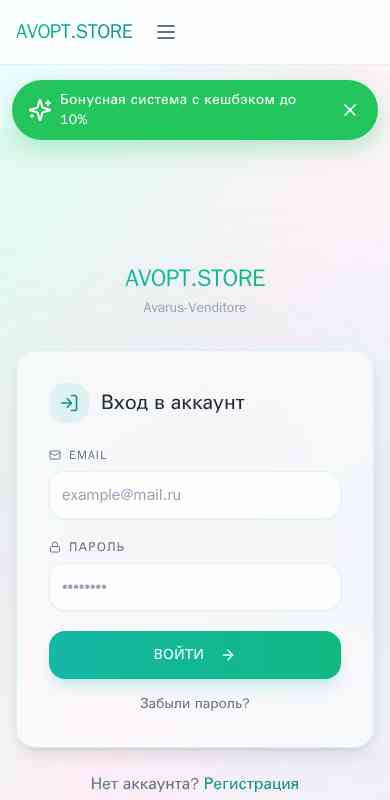 AVOPT.STORE
Бонусная система с кешбэком до
10%
AVOPT.STORE
Avarus-Venditore
Вход в аккаунт
EMAIL
example@mail.ru
ПАРОЛЬ
••••••••
ВОЙТИ
Забыли пароль?
Нет аккаунта? Регистрация